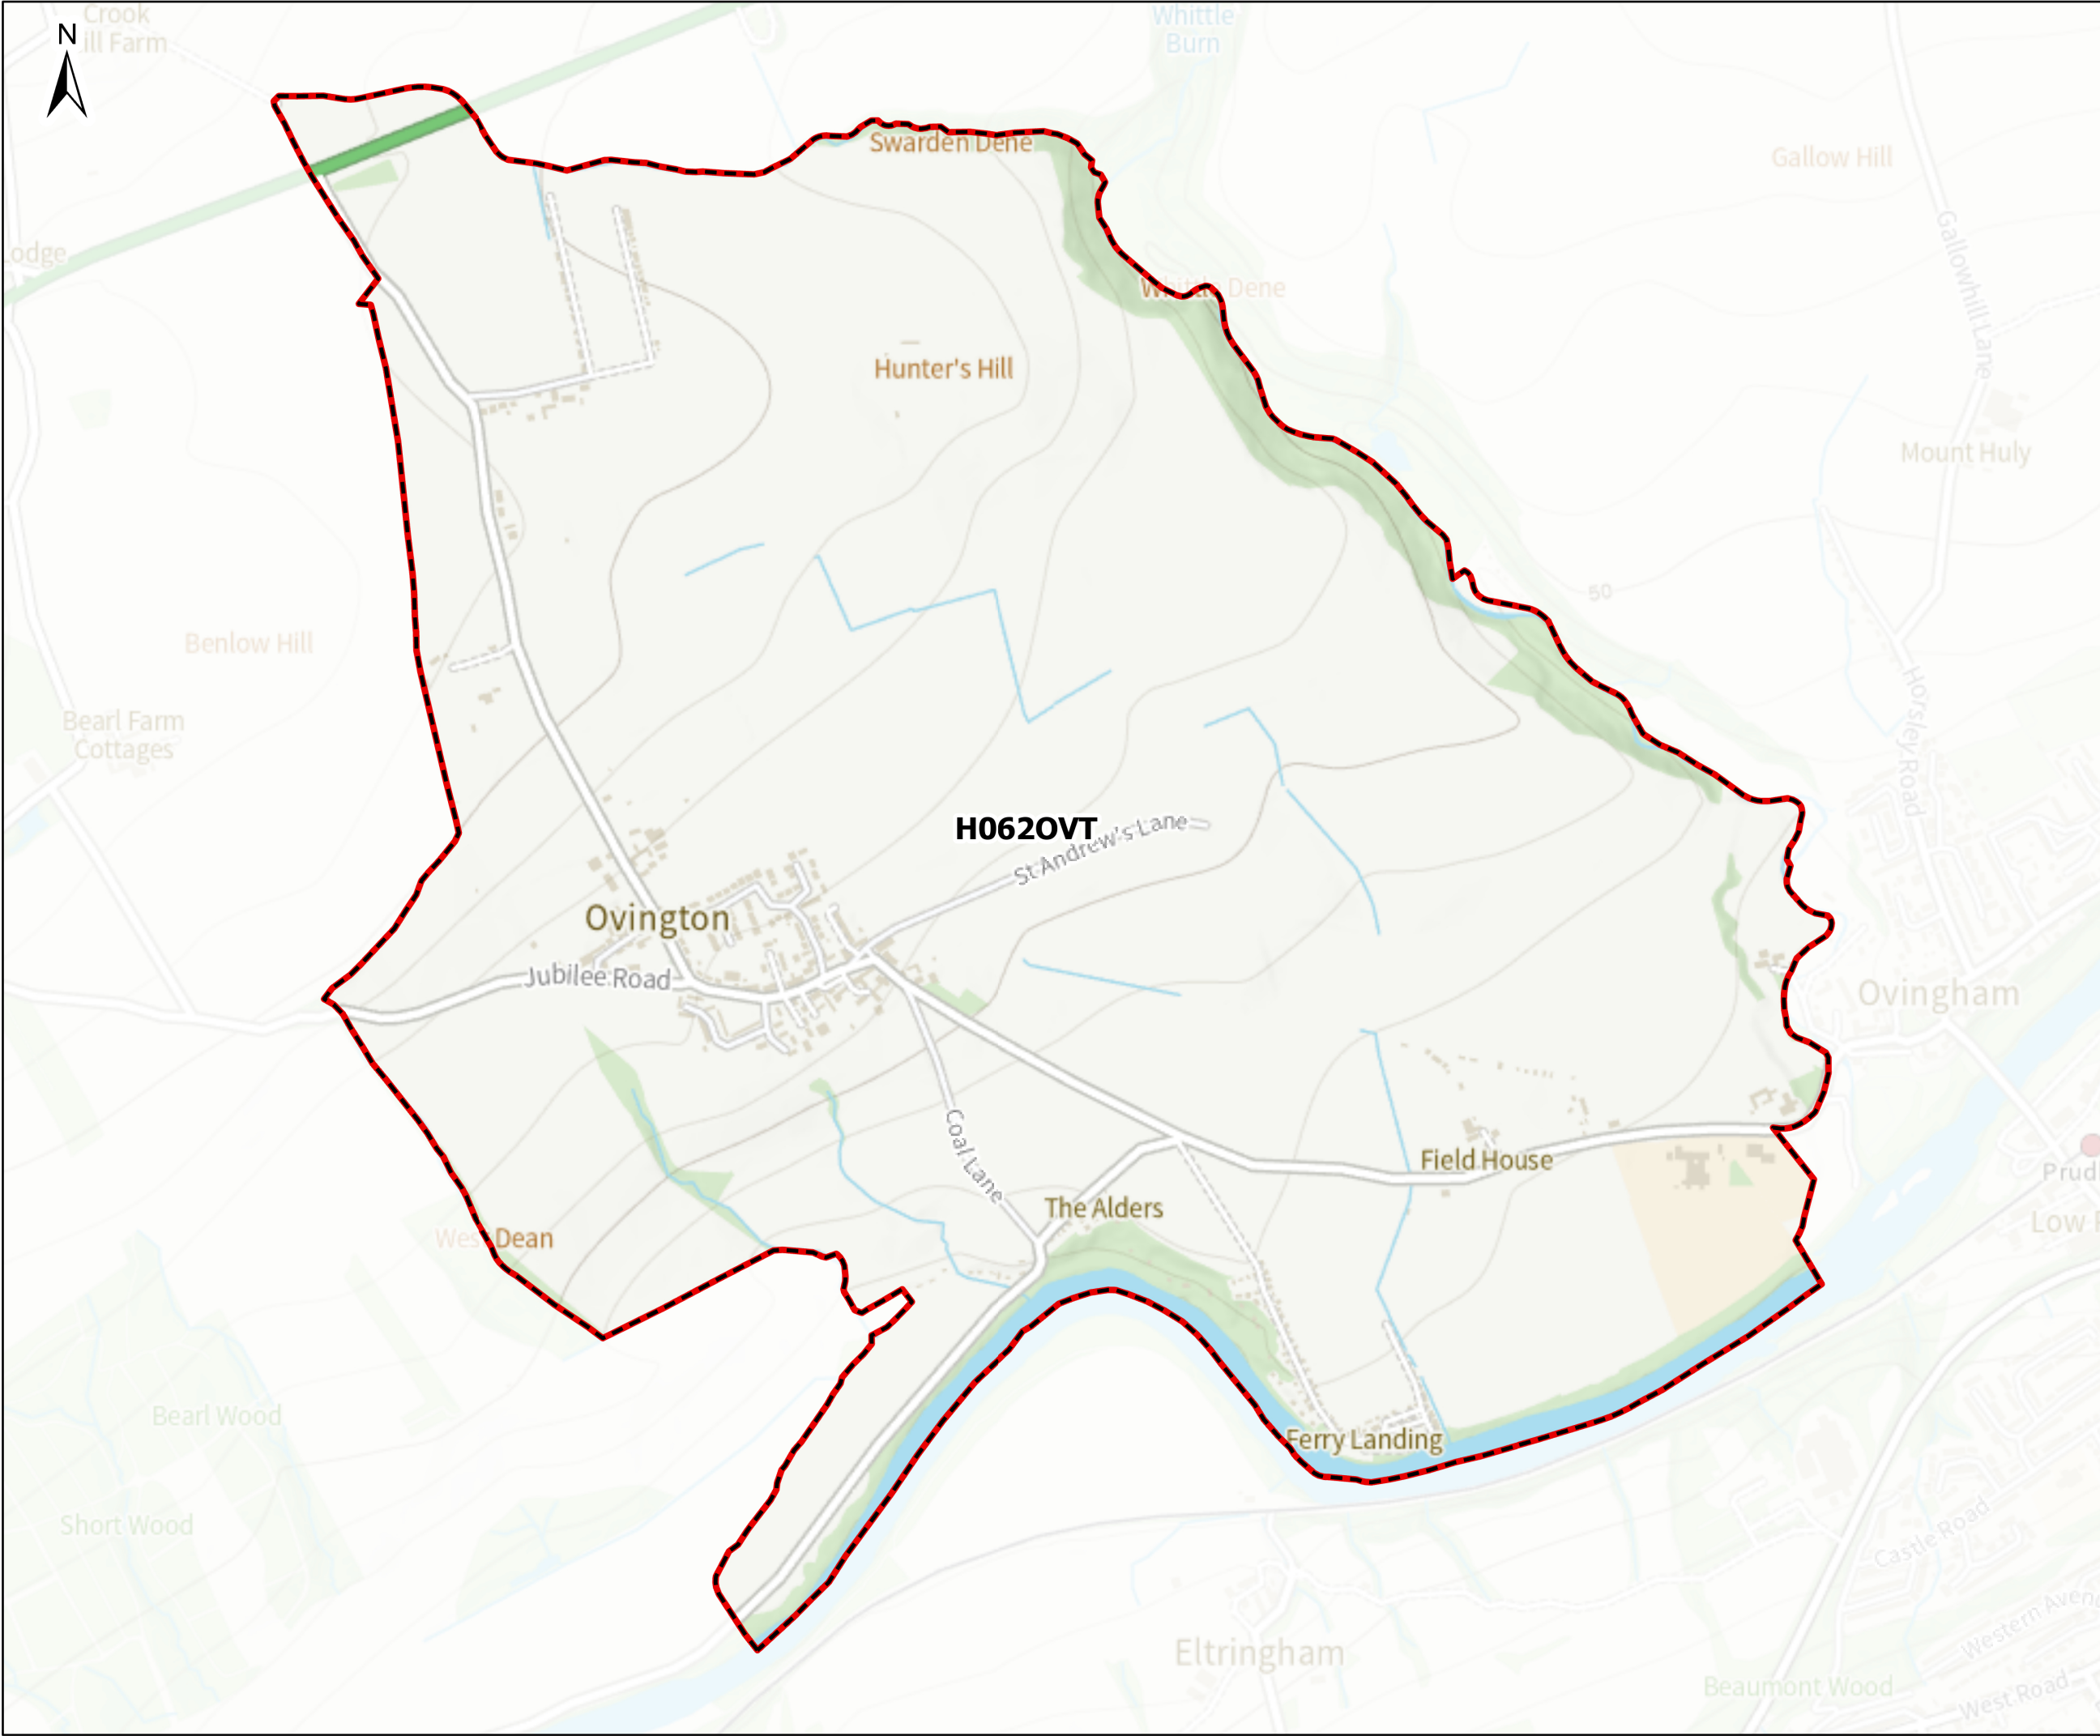 Crook
ill Farm
N
Whittle
Burn
Swarden Dene
Gallow Hill
Gallowhill Lane
odge
Whittle Dene
Hunter's Hill
Mount Huly
50
Benlow Hill
Horsley Road
Bearl Farm
Cottages
H062OVT
St Andrew's Lane
Ovington
Jubilee Road
Ovingham
Coal Lane
Field House
Prud
The Alders
Low
West Dean
Bearl Wood
Ferry Landing
Short Wood
Castle Road
Eltringham
Western Aven
Beaumont Wood
West Road